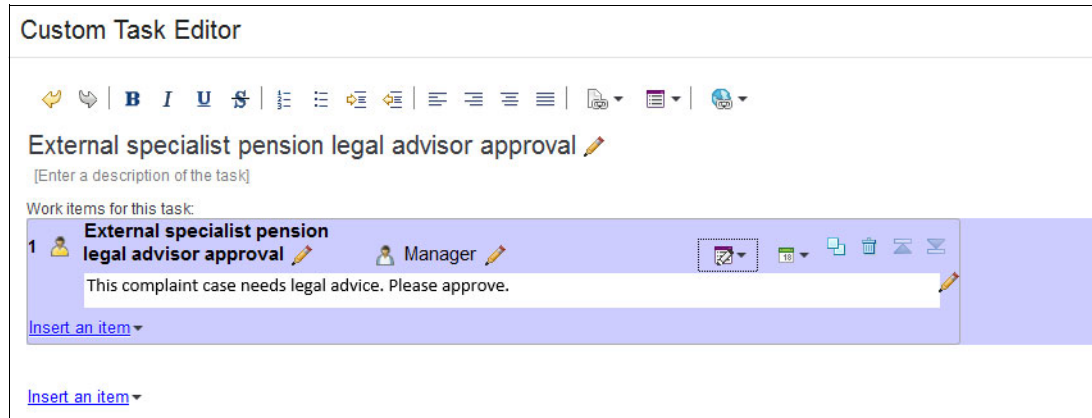 Custom Task Editor
B I U S
External specialist pension legal advisor approval
[Enter a description of the task]
Work items for this task:
1 External specialist pension
legal advisor approval Manager
18
This complaint case needs legal advice. Please approve.
Insert an item
Insert an item